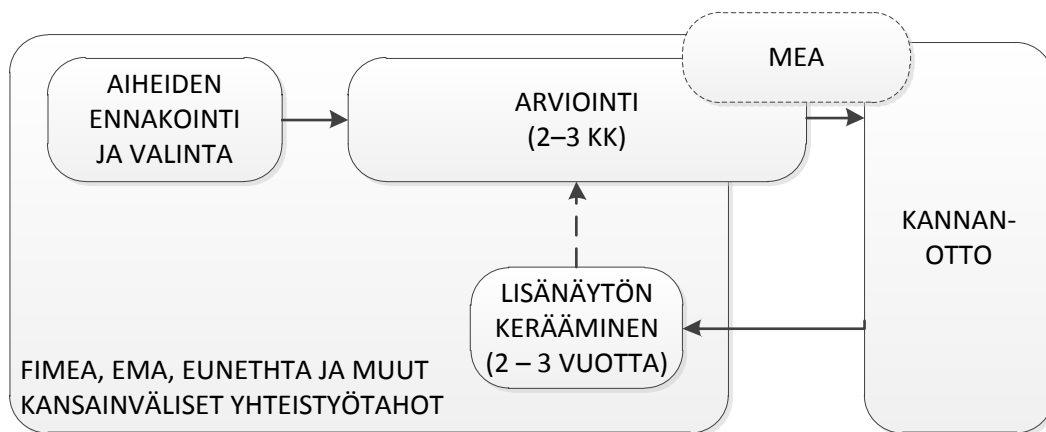 AIHEIDEN
ENNAKOINTI
JA VALINTA
ARVIOINTI
(2–3 KK)
MEA
KANNAN-
OTTO
LISÄNÄYTÖN
KERÄÄMINEN
(2 – 3 VUOTTA)
FIMEA, EMA, EUNETHTA JA MUUT
KANSAINVÄLISET YHTEISTYÖTAHOT